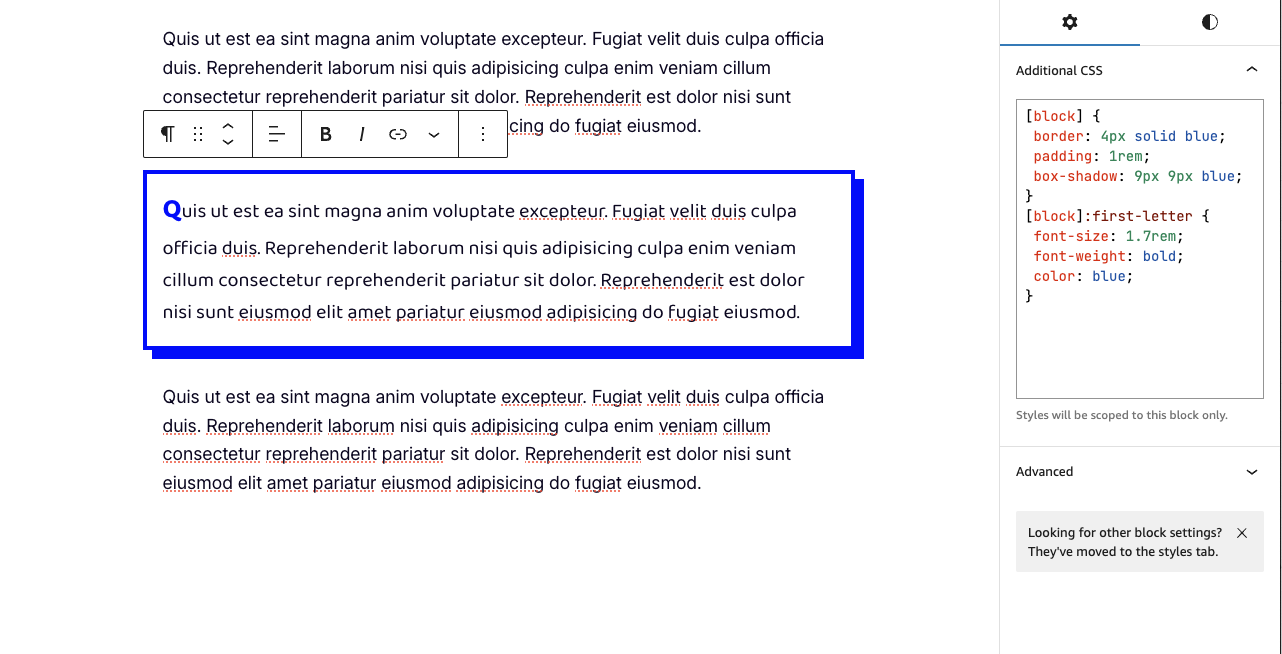 Quis ut est ea sint magna anim voluptate excepteur. Fugiat velit duis culpa officia
duis. Reprehenderit laborum nisi quis adipisicing culpa enim veniam cillum
consectetur reprehenderit pariatur sit dolor. Reprehenderit est dolor nisi sunt
cing do fugiat eiusmod.
B I
Quis ut est ea sint magna anim voluptate excepteur. Fugiat velit duis culpa
officia duis. Reprehenderit laborum nisi quis adipisicing culpa enim veniam
cillum consectetur reprehenderit pariatur sit dolor. Reprehenderit est dolor
nisi sunt eiusmod elit amet pariatur eiusmod adipisicing do fugiat eiusmod.
Quis ut est ea sint magna anim voluptate excepteur. Fugiat velit duis culpa officia
duis. Reprehenderit laborum nisi quis adipisicing culpa enim veniam cillum
consectetur reprehenderit pariatur sit dolor. Reprehenderit est dolor nisi sunt
eiusmod elit amet pariatur eiusmod adipisicing do fugiat eiusmod.
Additional CSS
[block] {
 border: 4px solid blue;
 padding: 1rem;
 box-shadow: 9px 9px blue;
}
[block]:first-letter {
 font-size: 1.7rem;
 font-weight: bold;
 color: blue;
}
Styles will be scoped to this block only.
Advanced
Looking for other block settings?
They've moved to the styles tab.